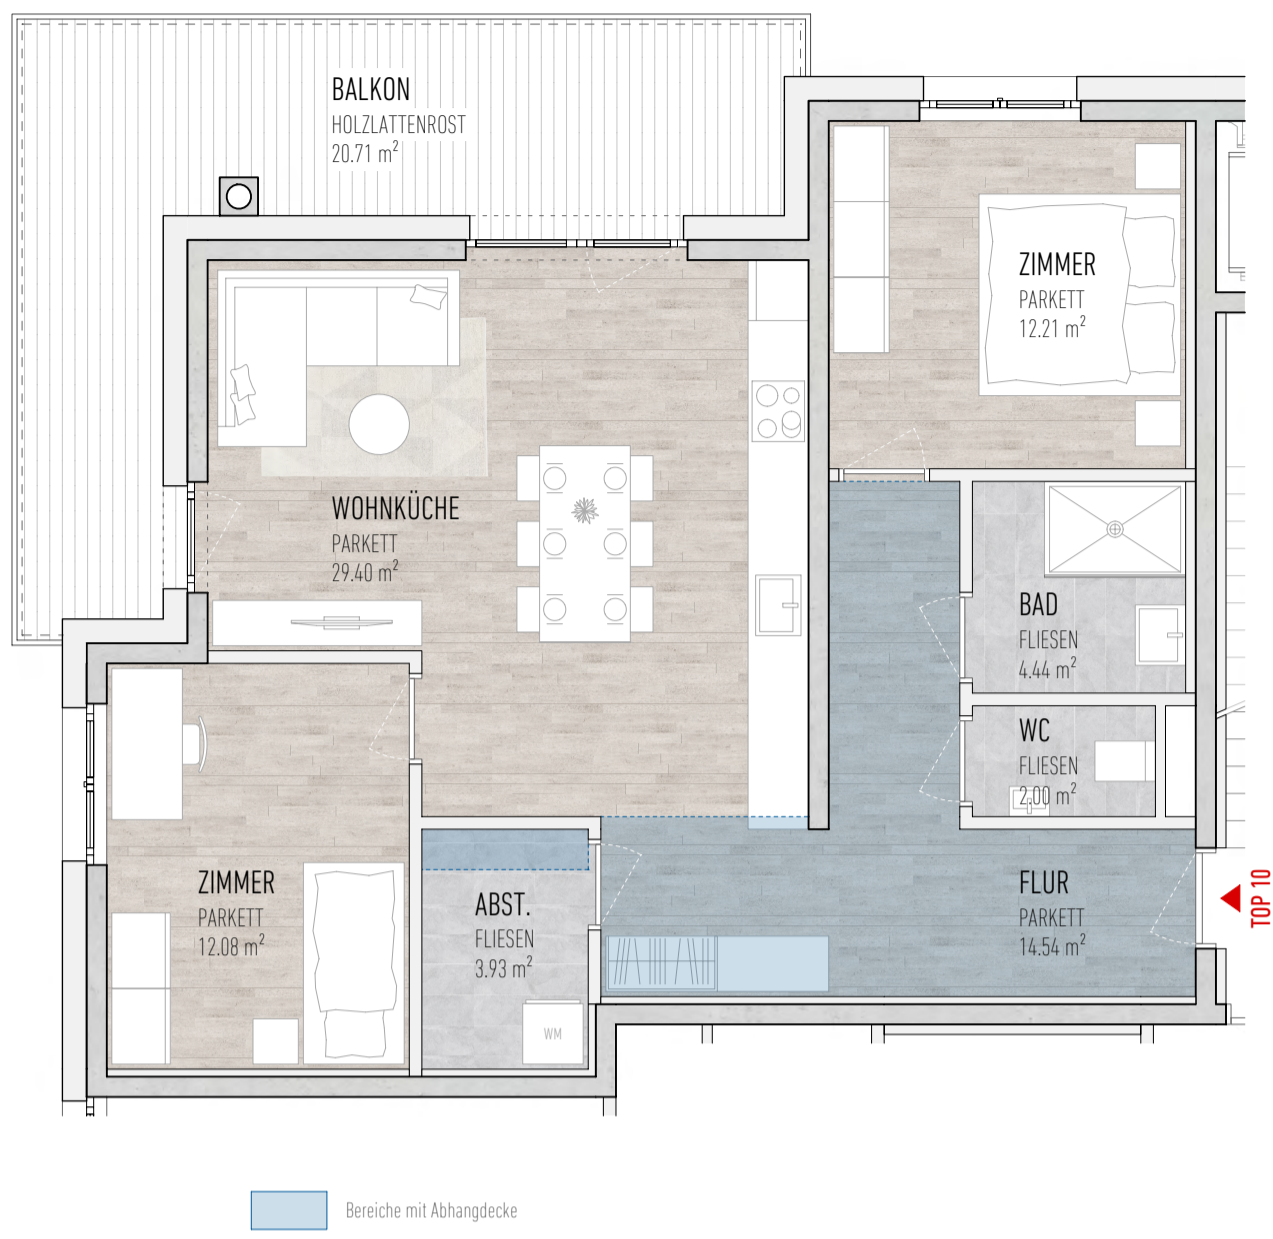 BALKON
HOLZLATTENROST
20.71 m²
ZIMMER
PARKETT
12.21 m²
WOHNKÜCHE
PARKETT
29.40 m²
BAD
FLIESEN
4.44 m²
WC
FLIESEN
2.00 m²
ZIMMER
PARKETT
12.08 m²
ABST.
FLIESEN
3.93 m²
WM
FLUR
PARKETT
14.54 m²
TOP 10
Bereiche mit Abhangdecke